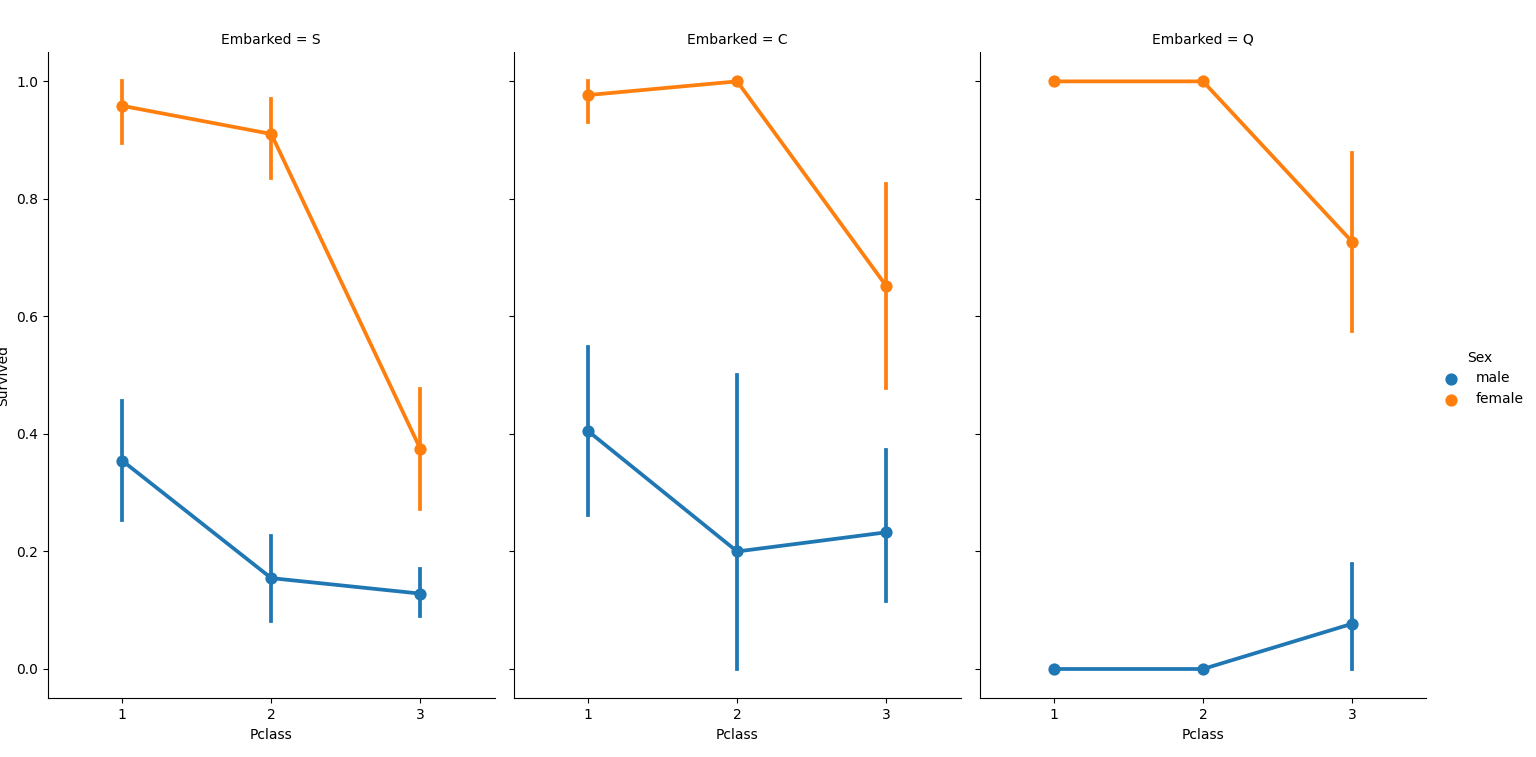 Embarked = S
Embarked = C
Embarked = Q
1.0
0.8
0.6
0.4
0.2
0.0
Survived
1 2 3
1 2 3
1 2 3
Pclass
Pclass
Pclass
Sex
male
female